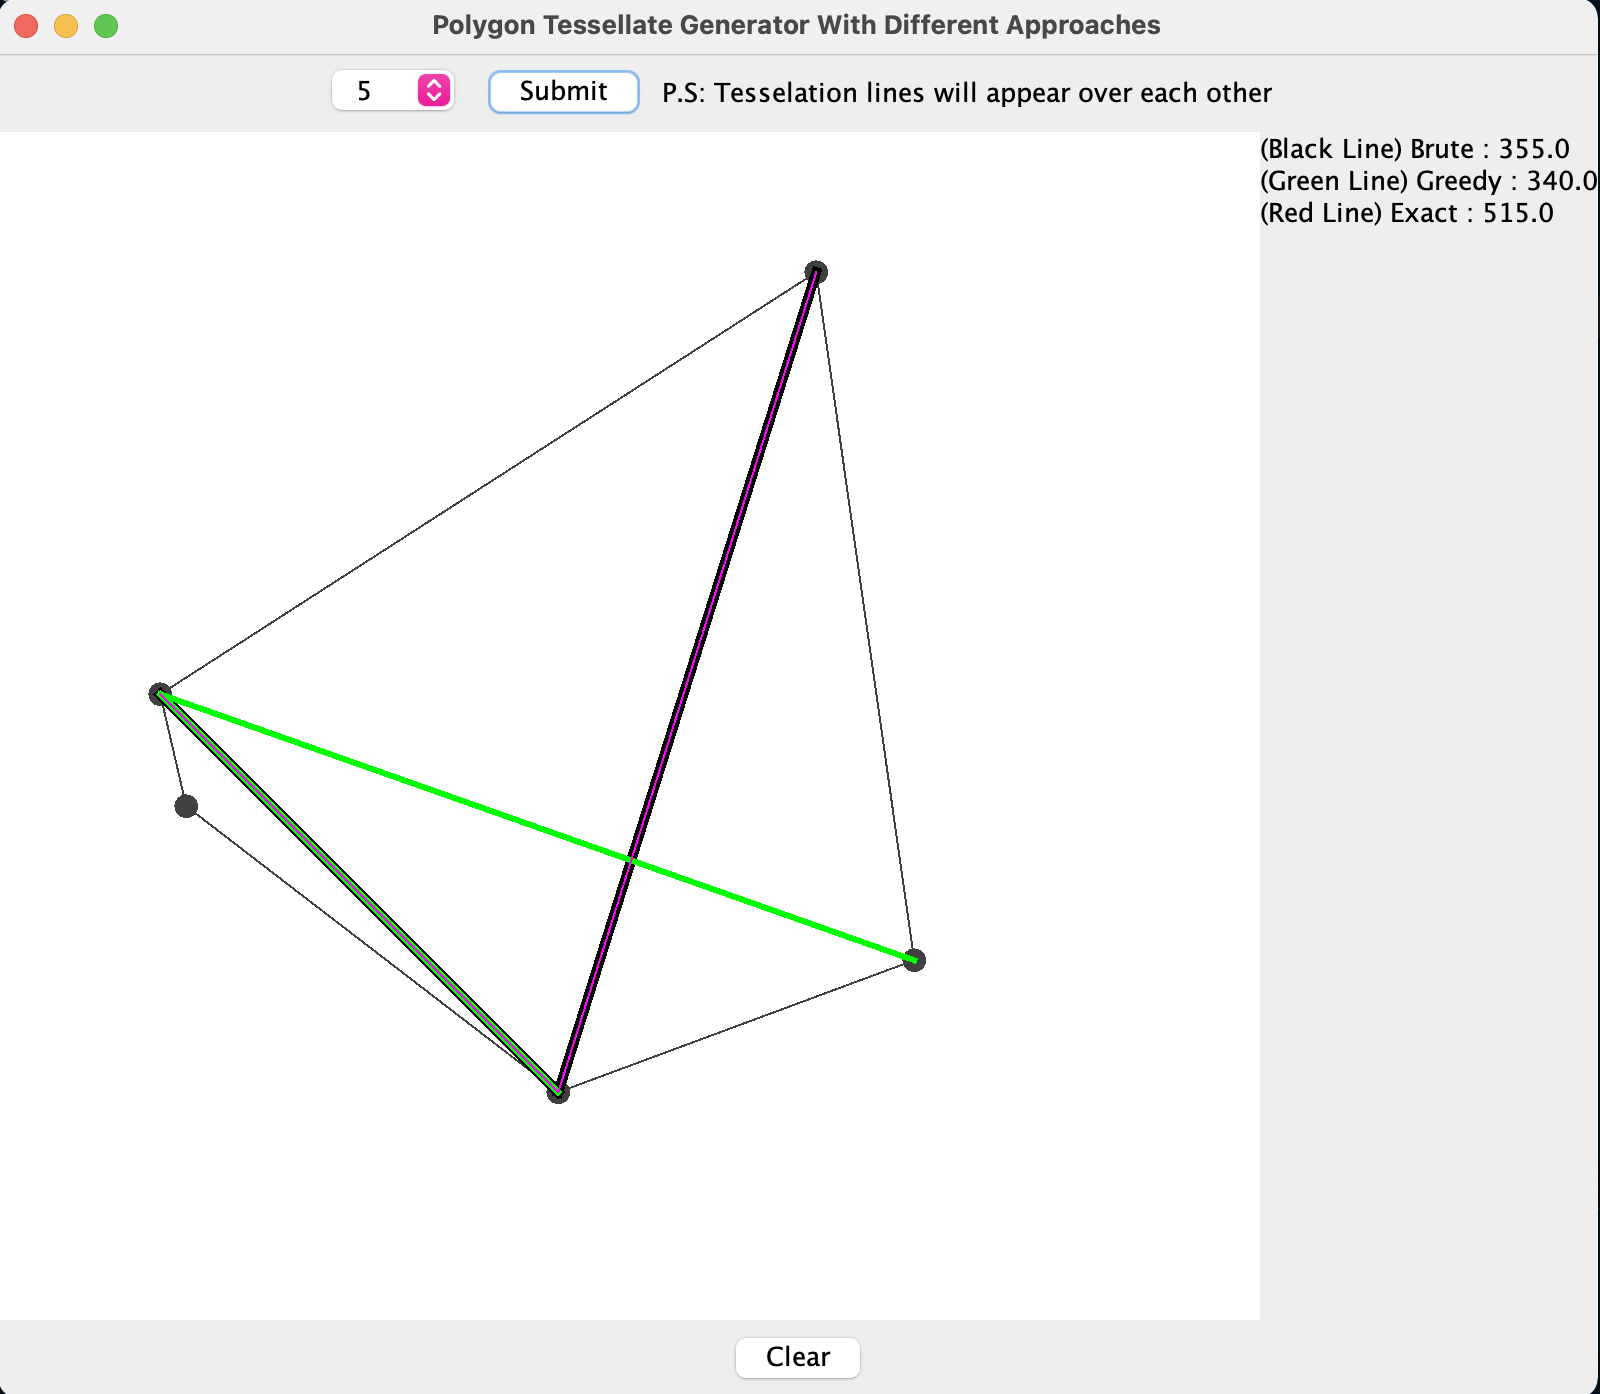 Polygon Tessellate Generator With Different Approaches
5 Submit P.S: Tesselation lines will appear over each other
(Black Line) Brute : 355.0
(Green Line) Greedy : 340.0
(Red Line) Exact : 515.0
Clear